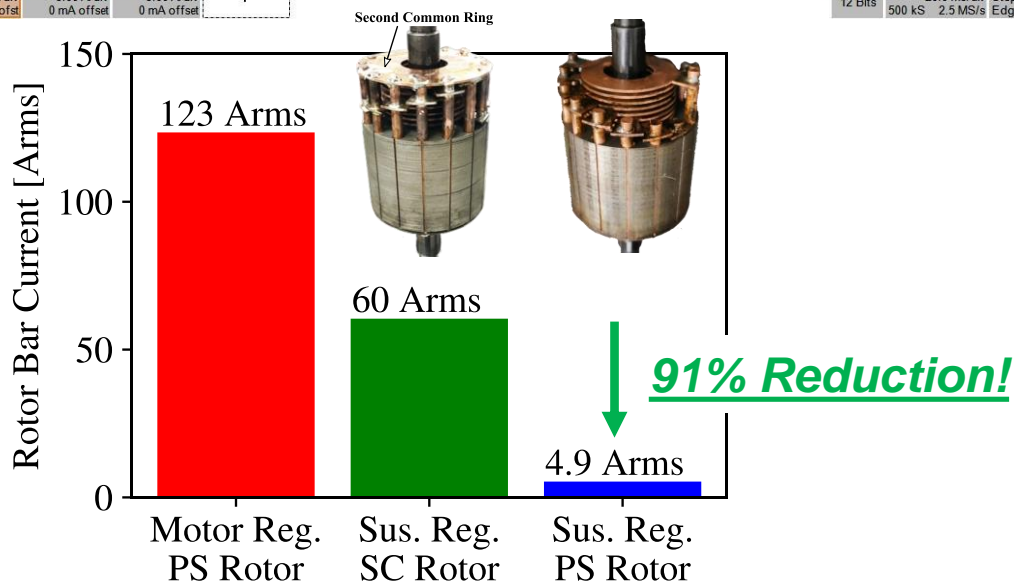 0 mA offset
0 mA offset
12 Bits
500 kS 2.5 MS/s
Second Common Ring
Rotor Bar Current [Arms]
150
100
50
0
123 Arms
60 Arms
4.9 Arms
91% Reduction!
Motor Reg.
PS Rotor
Sus. Reg.
SC Rotor
Sus. Reg.
PS Rotor